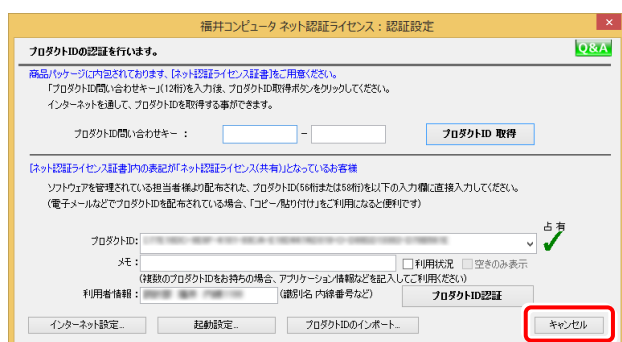 福井コンピュータ ネット認証ライセンス：認証設定
プロダクトIDの認証を行います。
Q&A
商品パッケージに内包されております、[ネット認証ライセンス証書]をご用意ください。
「プロダクトID問い合わせキー」(12桁)を入力後、プロダクトID取得ボタンをクリックしてください。
インターネットを通して、プロダクトIDを取得する事ができます。
プロダクトID問い合わせキー ： － プロダクトID 取得
[ネット認証ライセンス証書]内の表記が「ネット認証ライセンス(共有)」となっているお客様
ソフトウェアを管理されている担当者様より配布された、プロダクトID(56桁または58桁)を以下の入力欄に直接入力してください。
(電子メールなどでプロダクトIDを配布されている場合、「コピー/貼り付け」をご利用になると便利です)
占有
プロダクトID:
メモ： 利用状況 空きのみ表示
(複数のプロダクトIDをお持ちの場合、アプリケーション情報などを記入してご利用ください)
利用者情報： (識別名 内線番号など) プロダクトID認証
インターネット設定... 起動設定... プロダクトIDのインポート... キャンセル